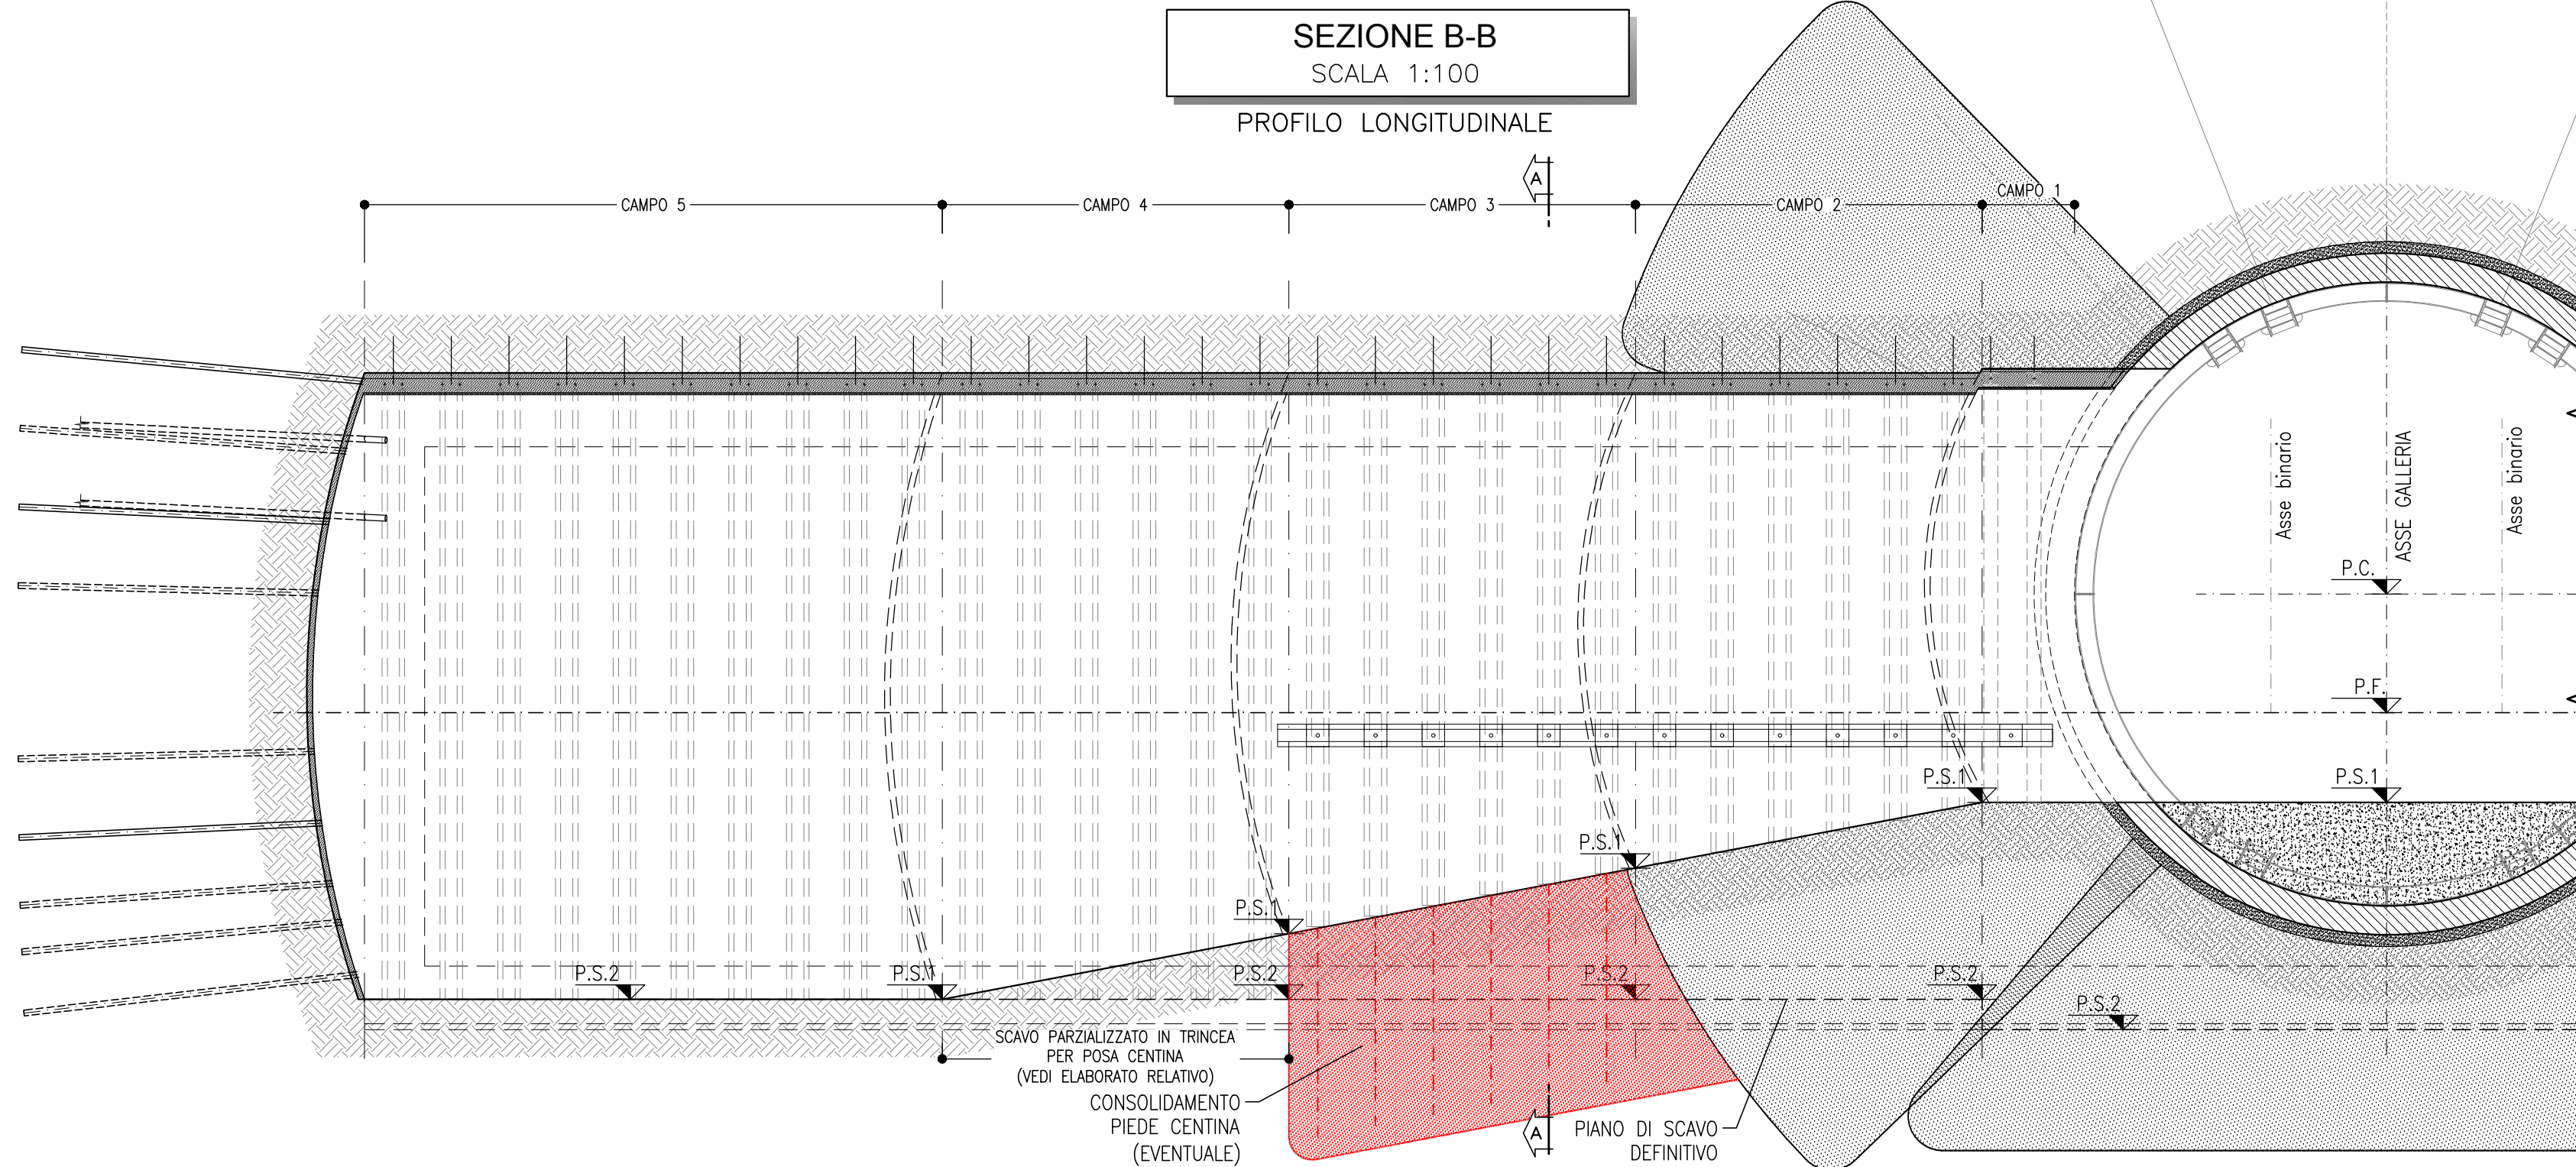 SEZIONE B-B
SCALA 1:100
PROFILO LONGITUDINALE
A
CAMPO 5
CAMPO 4
CAMPO 3
CAMPO 2
CAMPO 1
Asse binario
ASSE GALLERIA
Asse binario
P.C.
P.F.
P.S.1
P.S.1
P.S.1
P.S.1
P.S.1
P.S.2
P.S.2
P.S.2
P.S.2
P.S.2
SCAVO PARZIALIZZATO IN TRINCEA
PER POSA CENTINA
(VEDI ELABORATO RELATIVO)
CONSOLIDAMENTO
PIEDE CENTINA
(EVENTUALE)
A
PIANO DI SCAVO
DEFINITIVO